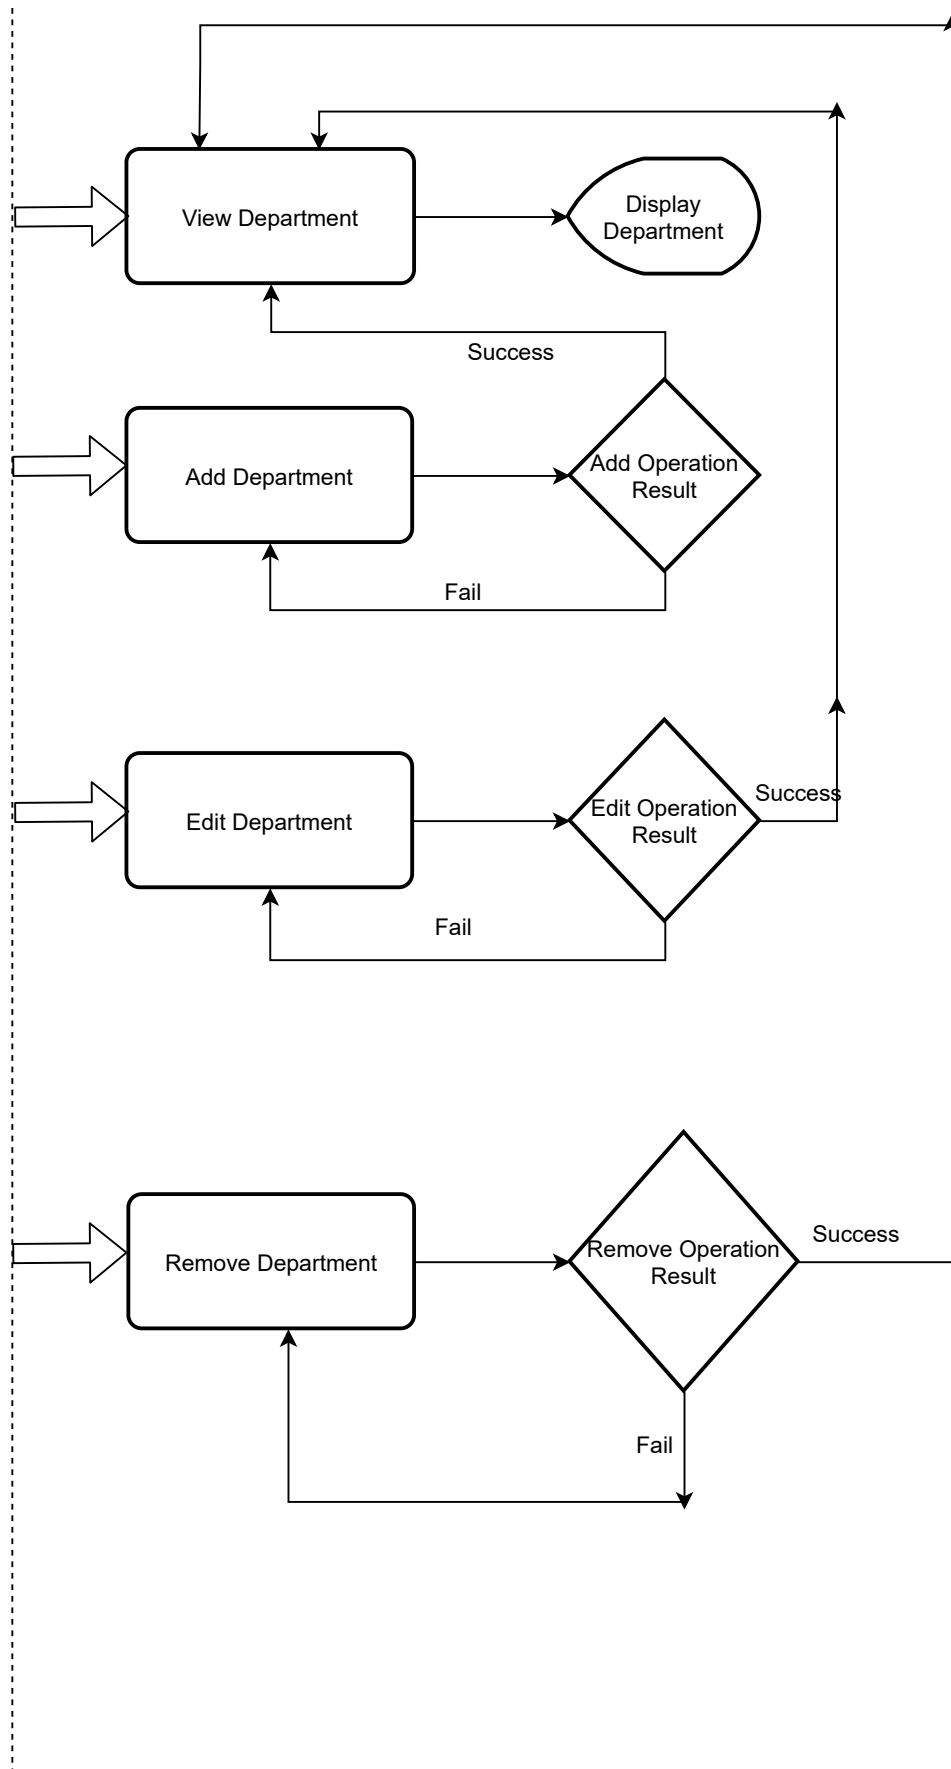 View Department
Display
Department
Success
Add Department
Add Operation
Result
Fail
Edit Department
Edit Operation
Result
Success
Fail
Remove Department
Remove Operation
Result
Success
Fail